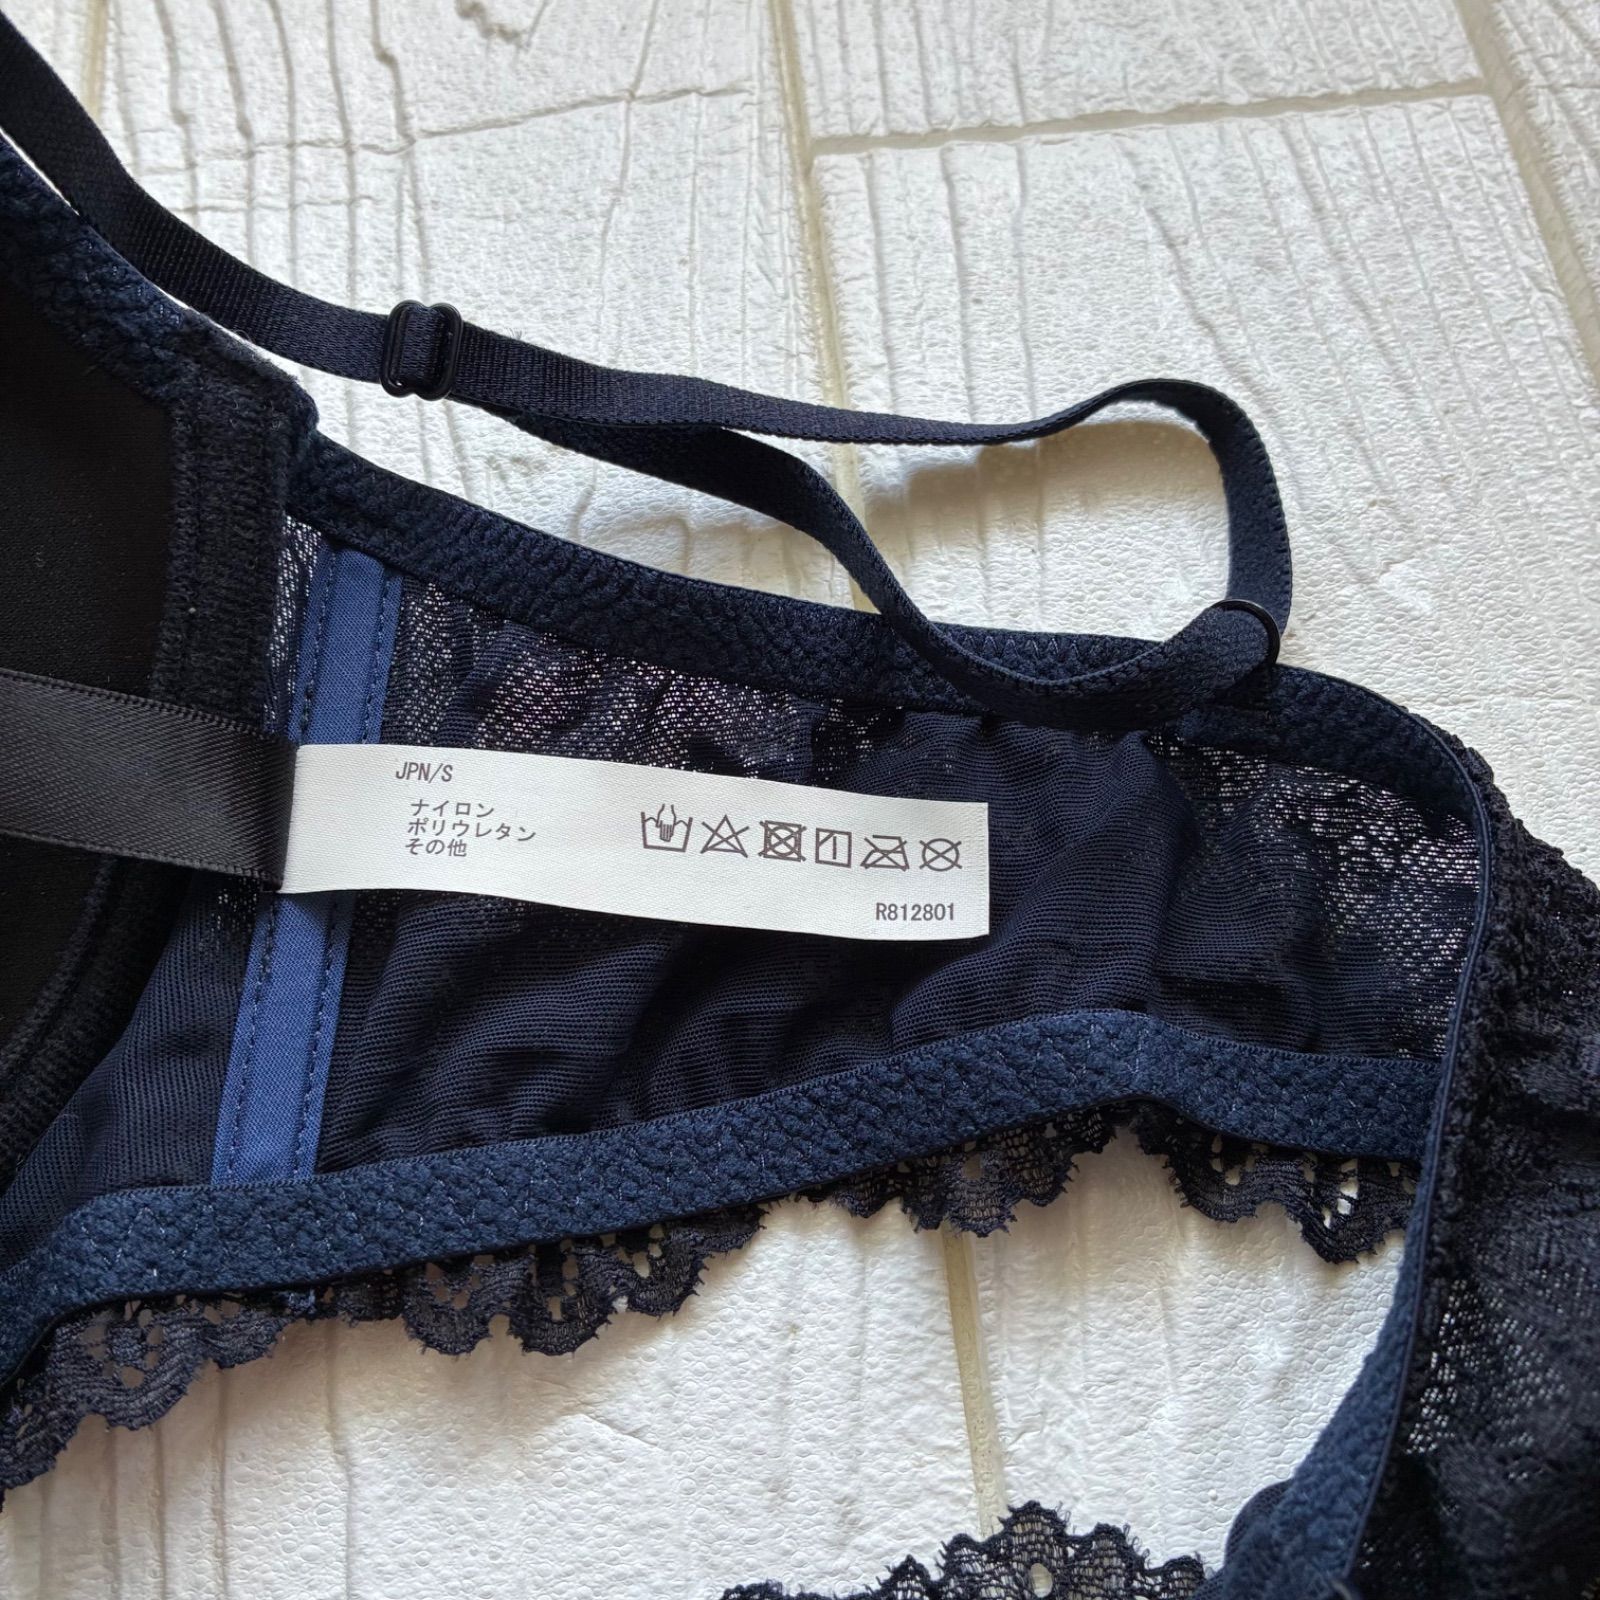 JPN/S
ナイロン
ポリウレタン
その他
R812801